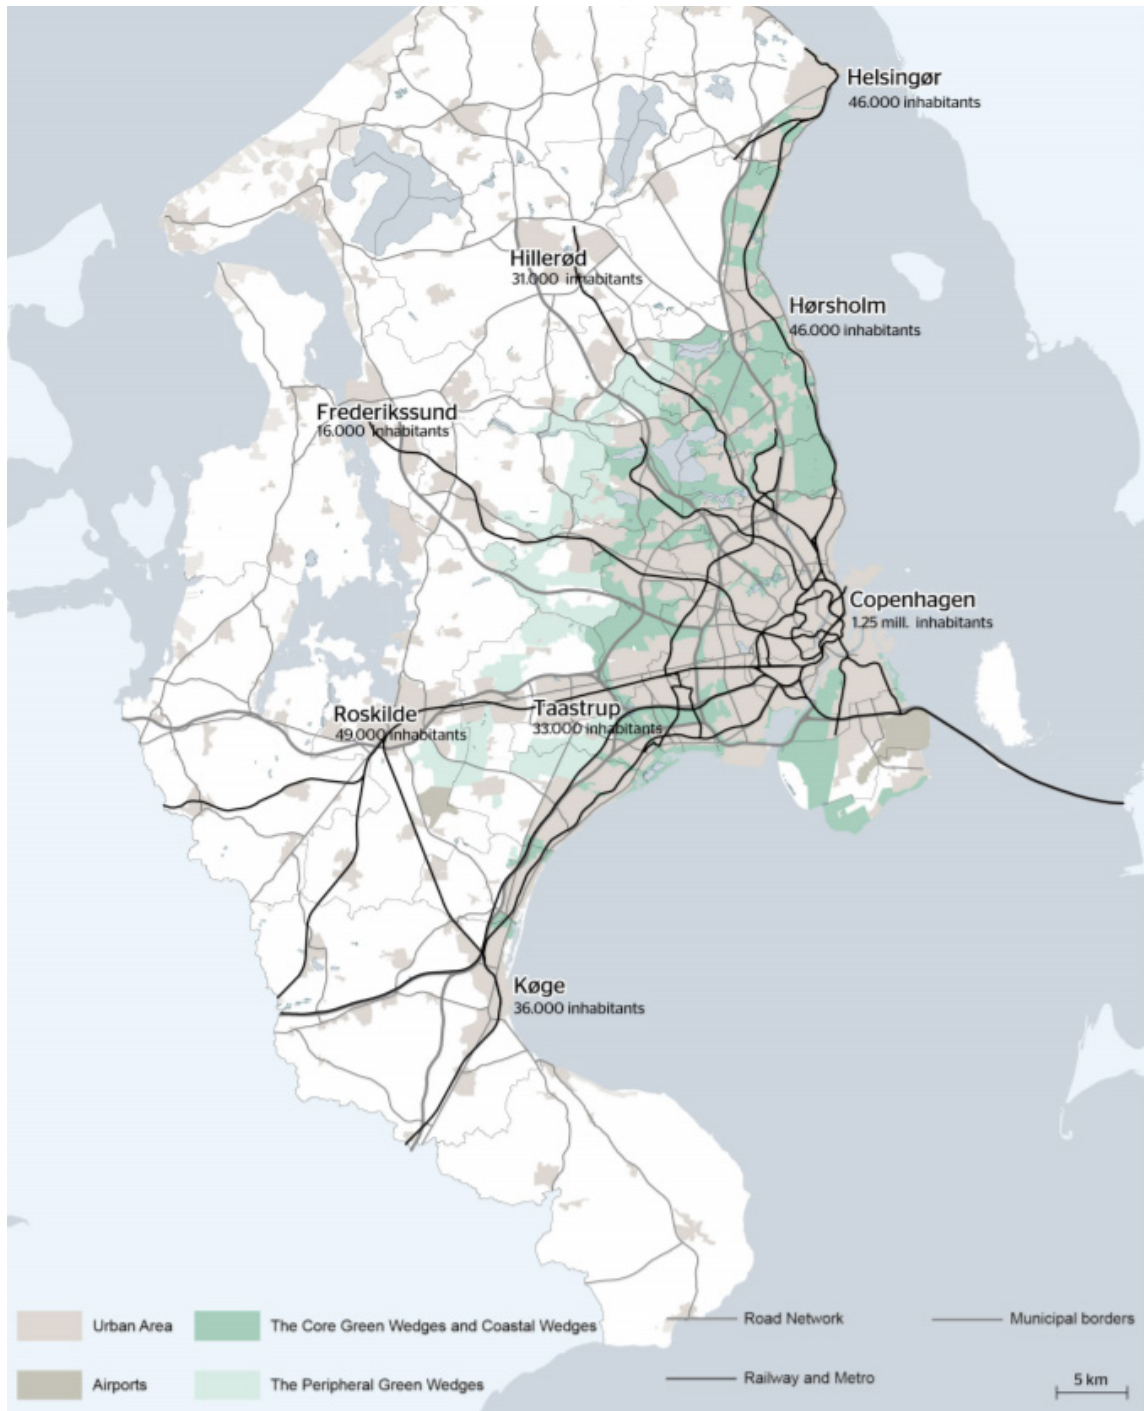 Helsingør
46.000 inhabitants
Hillerød
31.000 inhabitants
Hørsholm
46.000 inhabitants
Frederikssund
16.000 inhabitants
Copenhagen
1.25 mill. inhabitants
Roskilde
49.000 inhabitants
Taastrup
33.000 inhabitants
Køge
36.000 inhabitants
Urban Area
The Core Green Wedges and Coastal Wedges
Road Network
Municipal borders
Airports
The Peripheral Green Wedges
Railway and Metro
5 km